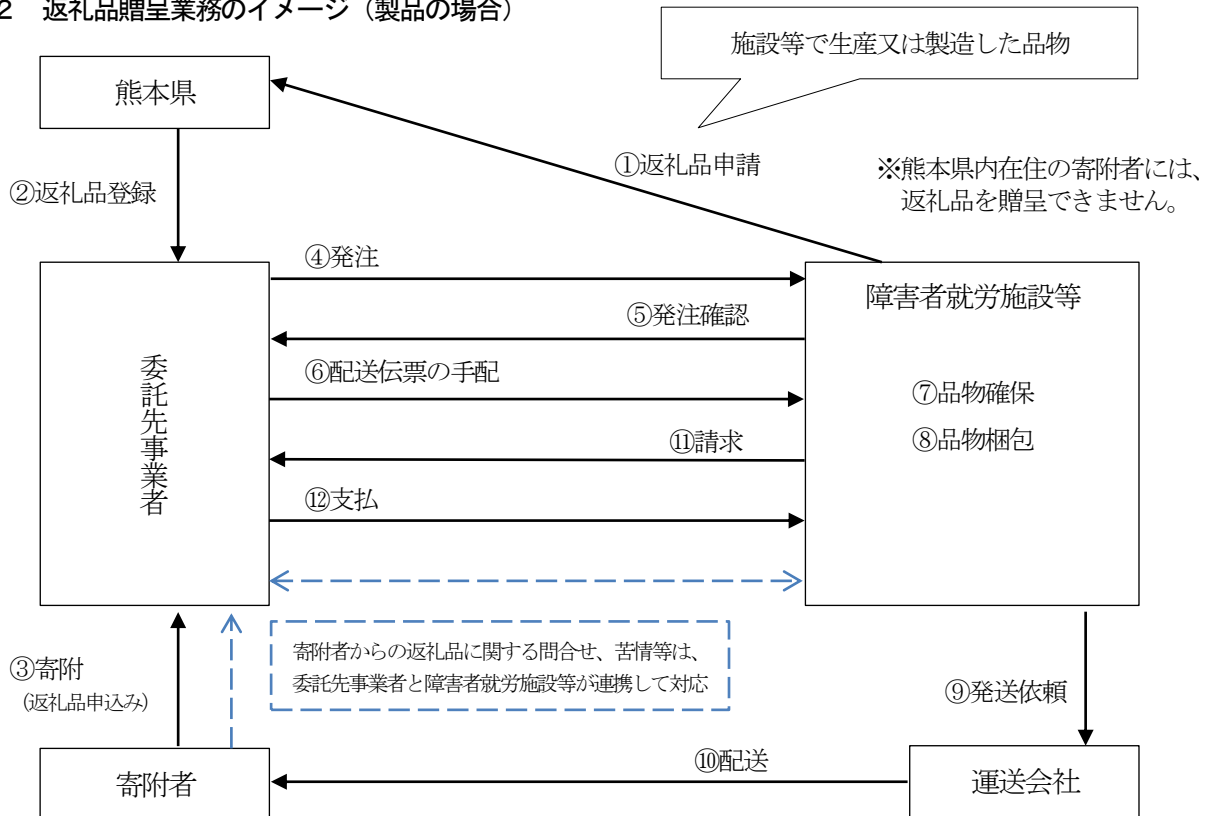 2 返礼品贈呈業務のイメージ（製品の場合）
施設等で生産又は製造した品物
熊本県
①返礼品申請
※熊本県内在住の寄附者には、
返礼品を贈呈できません。
②返礼品登録
④発注
障害者就労施設等
⑤発注確認
委託先事業者
⑥配送伝票の手配
⑦品物確保
⑪請求
⑧品物梱包
⑫支払
寄附者からの返礼品に関する問合せ、苦情等は、
委託先事業者と障害者就労施設等が連携して対応
③寄附
（返礼品申込み）
⑨発送依頼
⑩配送
寄附者
運送会社